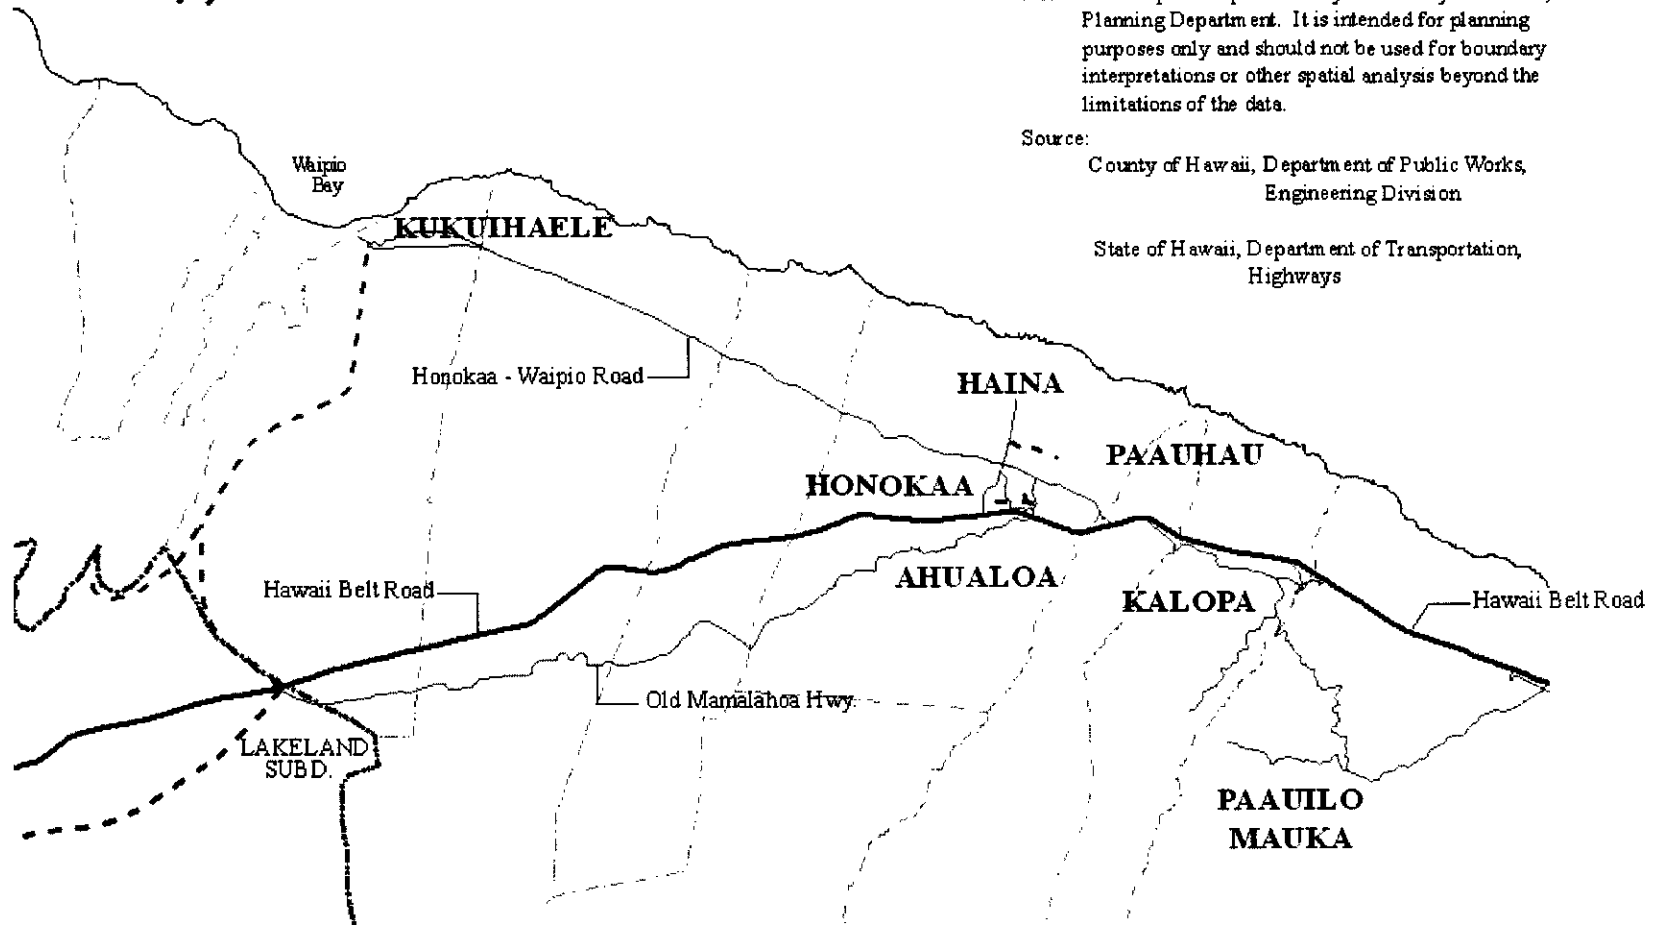 Planning Department. It is intended for planning
purposes only and should not be used for boundary
interpretations or other spatial analysis beyond the
limitations of the data.
Source:
County of Hawaii, Department of Public Works,
Engineering Division
State of Hawaii, Department of Transportation,
Highways
Waipio
Bay
KUKUIHAELE
Honokaa - Waipio Road
HAINA
PAAUHAU
HONOKAA
AHUALOA
Hawaii Belt Road
KALOPA
Hawaii Belt Road
Old Mamalahoa Hwy.
LAKELAND
SUBD.
PAAUILO
MAUKA